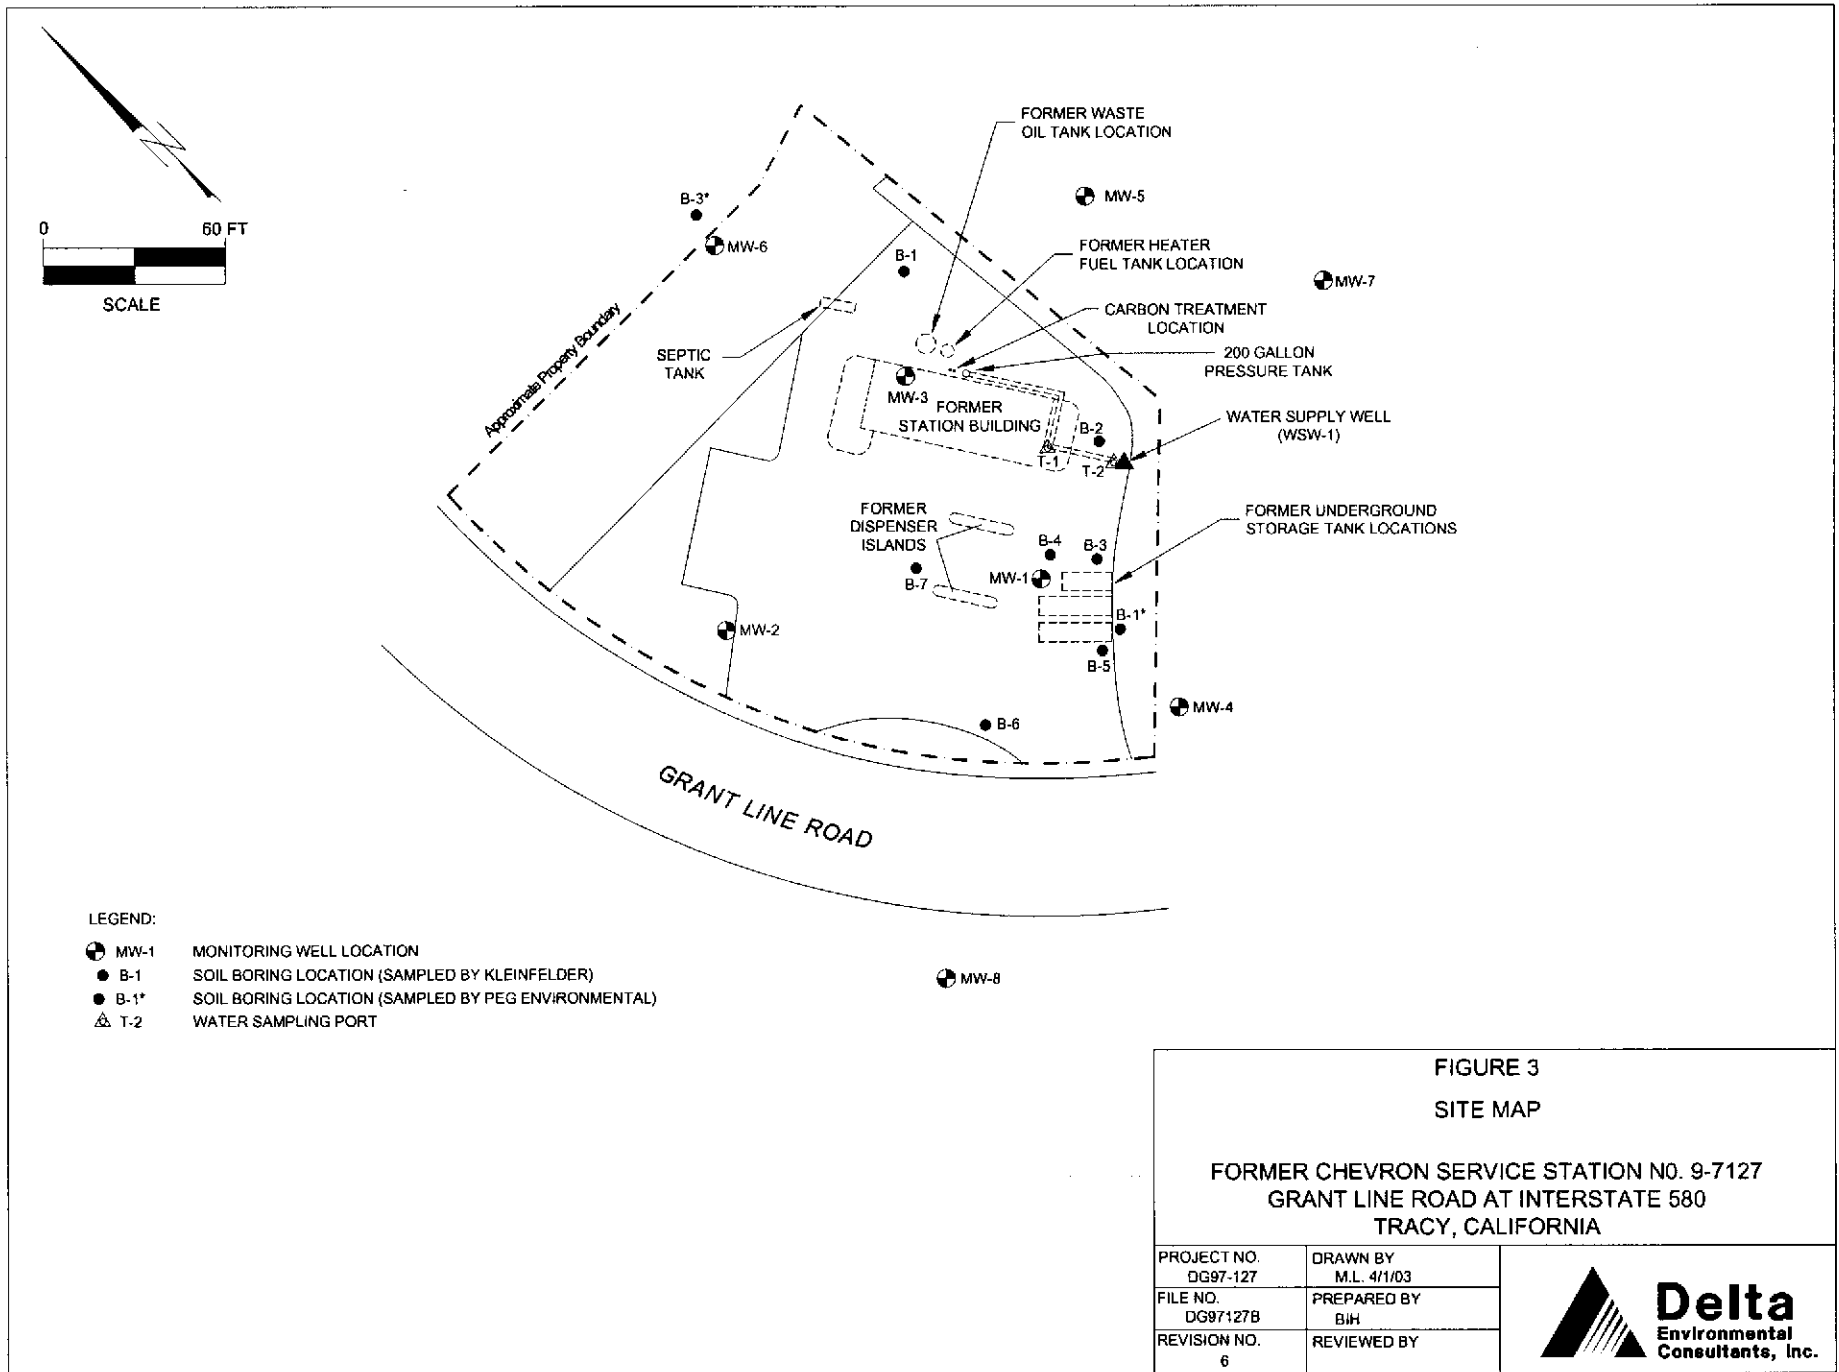 0 60 FT
SCALE
FORMER WASTE
OIL TANK LOCATION
B-3*
MW-6
MW-5
B-1
FORMER HEATER
FUEL TANK LOCATION
MW-7
CARBON TREATMENT
LOCATION
Approximate Property Boundary
SEPTIC
TANK
200 GALLON
PRESSURE TANK
MW-3
FORMER
STATION BUILDING
B-2
WATER SUPPLY WELL
(WSW-1)
T-1
T-2
FORMER
DISPENSER
ISLANDS
FORMER UNDERGROUND
STORAGE TANK LOCATIONS
B-4
B-3
B-7
MW-1
B-1*
MW-2
B-5
MW-4
B-6
GRANT LINE ROAD
LEGEND:
MW-1 MONITORING WELL LOCATION
B-1 SOIL BORING LOCATION (SAMPLED BY KLEINFELDER)
B-1* SOIL BORING LOCATION (SAMPLED BY PEG ENVIRONMENTAL)
T-2 WATER SAMPLING PORT
MW-8
FIGURE 3
SITE MAP
FORMER CHEVRON SERVICE STATION N0. 9-7127
GRANT LINE ROAD AT INTERSTATE 580
TRACY, CALIFORNIA
PROJECT NO.
DG97-127
DRAWN BY
M.L. 4/1/03
FILE NO.
DG97127B
PREPARED BY
BIH
REVISION NO.
6
REVIEWED BY
Delta
Environmental
Consultants, Inc.